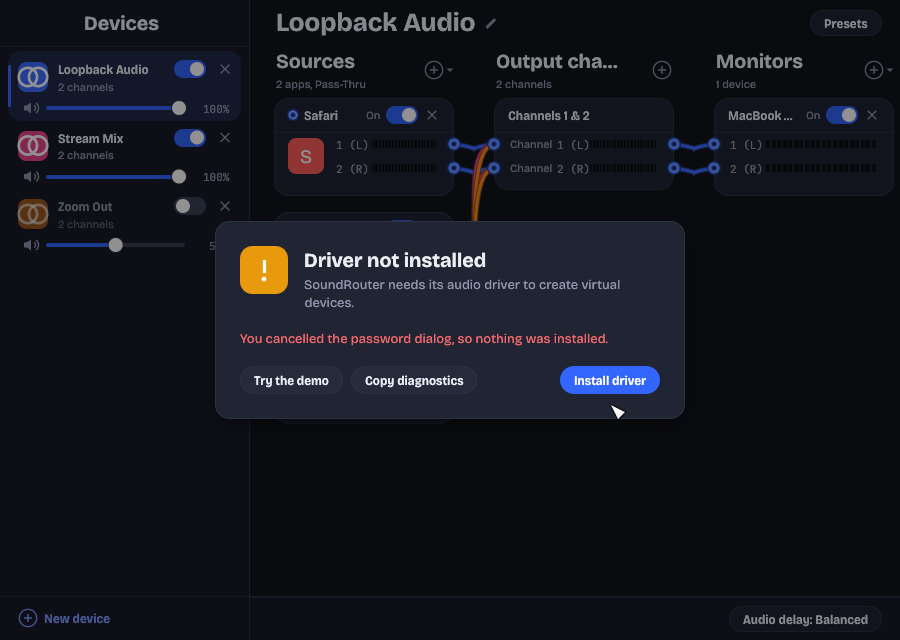 Devices
Loopback Audio
2 channels
100%
Stream Mix
2 channels
100%
Zoom Out
2 channels
New device
Loopback Audio
Presets
Sources
2 apps, Pass-Thru
Output cha...
2 channels
Monitors
1 device
Safari
On
S
1 (L)
2 (R)
Channels 1 & 2
Channel 1 (L)
Channel 2 (R)
MacBook ...
On
1 (L)
2 (R)
!
Driver not installed
SoundRouter needs its audio driver to create virtual
devices.
You cancelled the password dialog, so nothing was installed.
Try the demo
Copy diagnostics
Install driver
Audio delay: Balanced